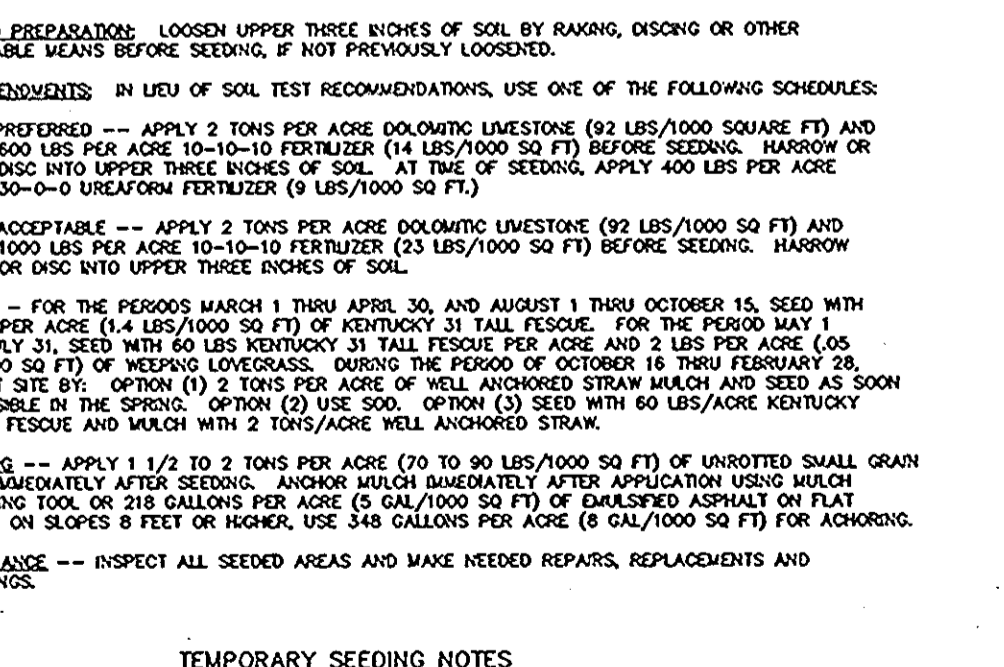 PREPARATION: LOOSEN UPPER THREE INCHES OF SOIL BY RAKING, DISCING OR OTHER
ABLE MEANS BEFORE SEEDING, IF NOT PREVIOUSLY LOOSENED.
ENDMENTS: IN LIEU OF SOIL TEST RECOMMENDATIONS, USE ONE OF THE FOLLOWING SCHEDULES:
PREFERRED -- APPLY 2 TONS PER ACRE DOLOMITIC LIMESTONE (92 LBS/1000 SQUARE FT) AND
600 LBS PER ACRE 10-10-10 FERTILIZER (14 LBS/1000 SQ FT) BEFORE SEEDING. HARROW OR
DISC INTO UPPER THREE INCHES OF SOIL. AT TIME OF SEEDING, APPLY 400 LBS PER ACRE
30-0-0 UREAFORM FERTILIZER (9 LBS/1000 SQ FT.)
ACCEPTABLE -- APPLY 2 TONS PER ACRE DOLOMITIC LIMESTONE (92 LBS/1000 SQ FT) AND
1000 LBS PER ACRE 10-10-10 FERTILIZER (23 LBS/1000 SQ FT) BEFORE SEEDING. HARROW
OR DISC INTO UPPER THREE INCHES OF SOIL.
- FOR THE PERIODS MARCH 1 THRU APRIL 30, AND AUGUST 1 THRU OCTOBER 15, SEED WITH
PER ACRE (1.4 LBS/1000 SQ FT) OF KENTUCKY 31 TALL FESCUE. FOR THE PERIOD MAY 1
LY 31, SEED WITH 60 LBS KENTUCKY 31 TALL FESCUE PER ACRE AND 2 LBS PER ACRE (.05
0 SQ FT) OF WEEPING LOVEGRASS. DURING THE PERIOD OF OCTOBER 16 THRU FEBRUARY 28,
T SITE BY: OPTION (1) 2 TONS PER ACRE OF WELL ANCHORED STRAW MULCH AND SEED AS SOON
SIBLE IN THE SPRING. OPTION (2) USE SOD. OPTION (3) SEED WITH 60 LBS/ACRE KENTUCKY
FESCUE AND MULCH WITH 2 TONS/ACRE WELL ANCHORED STRAW.
G -- APPLY 1 1/2 TO 2 TONS PER ACRE (70 TO 90 LBS/1000 SQ FT) OF UNROTTED SMALL GRAIN
IMMEDIATELY AFTER SEEDING. ANCHOR MULCH IMMEDIATELY AFTER APPLICATION USING MULCH
NG TOOL OR 218 GALLONS PER ACRE (5 GAL/1000 SQ FT) OF EMULSIFIED ASPHALT ON FLAT
ON SLOPES 8 FEET OR HIGHER, USE 348 GALLONS PER ACRE (8 GAL/1000 SQ FT) FOR ACHORING.
ANCE -- INSPECT ALL SEEDED AREAS AND MAKE NEEDED REPAIRS, REPLACEMENTS AND
NGS.
TEMPORARY SEEDING NOTES